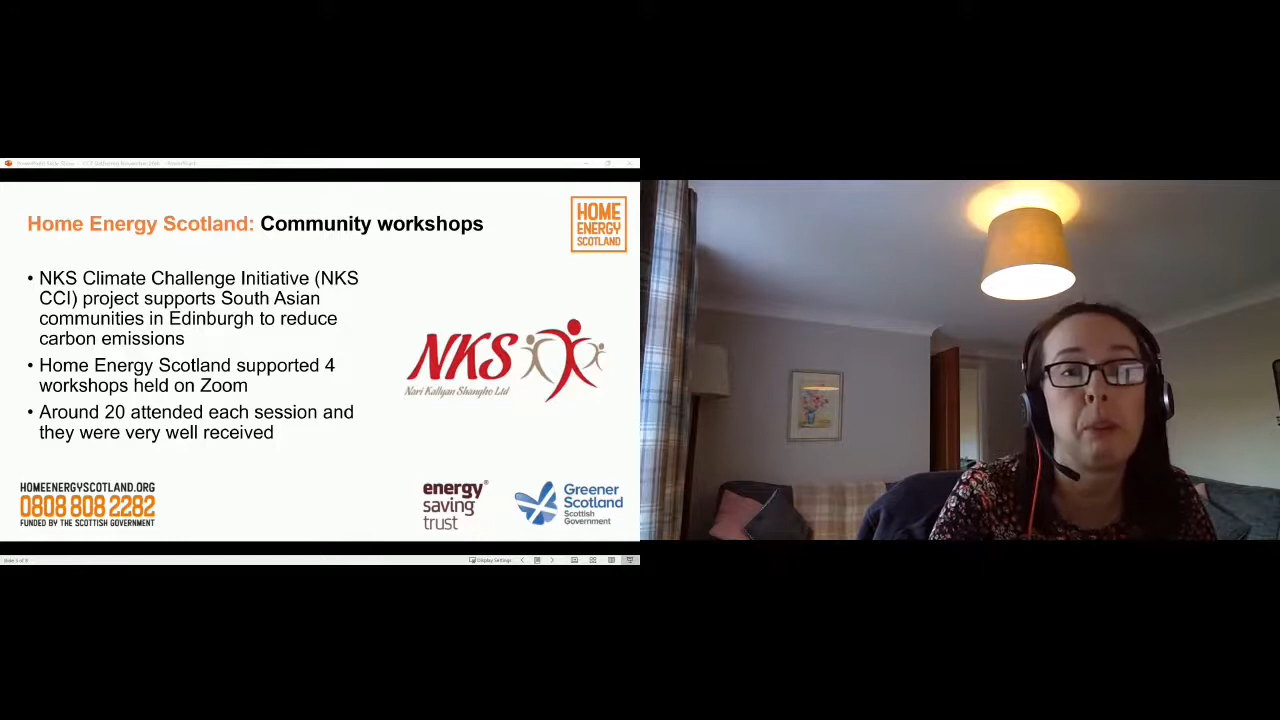 Home Energy Scotland: Community workshops
HOME
ENERGY
SCOTLAND
• NKS Climate Challenge Initiative (NKS
CCI) project supports South Asian
communities in Edinburgh to reduce
carbon emissions
• Home Energy Scotland supported 4
workshops held on Zoom
• Around 20 attended each session and
they were very well received
NKS
Nari Kallyan Shangho Ltd
HOMEENERGYSCOTLAND.ORG
0808 808 2282
FUNDED BY THE SCOTTISH GOVERNMENT
energy
saving
trust
Greener
Scotland
Scottish
Government
Display Settings